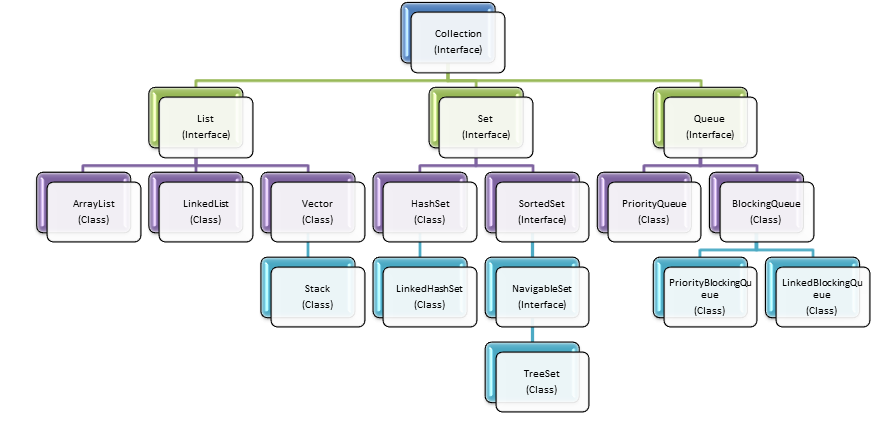 Collection
(Interface)
List
(Interface)
Set
(Interface)
Queue
(Interface)
ArrayList
(Class)
LinkedList
(Class)
Vector
(Class)
HashSet
(Class)
SortedSet
(Interface)
PriorityQueue
(Class)
BlockingQueue
(Class)
Stack
(Class)
LinkedHashSet
(Class)
NavigableSet
(Interface)
PriorityBlockingQu
eue
(Class)
LinkedBlockingQu
eue
(Class)
TreeSet
(Class)